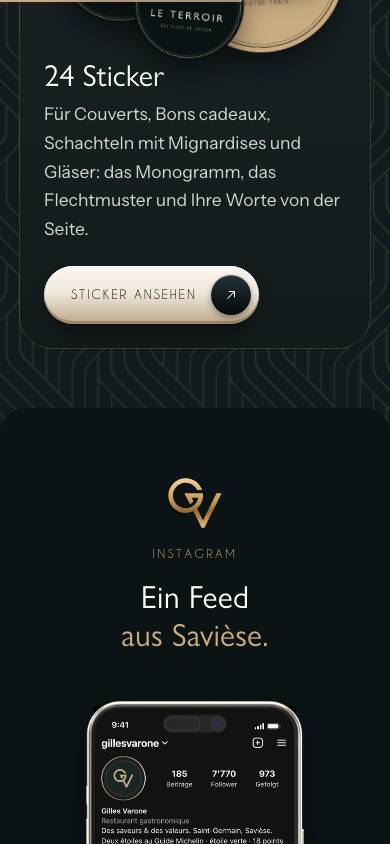 LE TERROIR
24 Sticker
Für Couverts, Bons cadeaux,
Schachteln mit Mignardises und
Gläser: das Monogramm, das
Flechtmuster und Ihre Worte von der
Seite.
STICKER ANSEHEN
GV
INSTAGRAM
Ein Feed
aus Savièse.
9:41
gillesvarone
GV
185 7'770 973
Beiträge Follower Gefolgt
Gilles Varone
Restaurant gastronomique
Des saveurs & des valeurs. Saint-Germain, Savièse.
Deux étoiles au Guide Michelin · étoile verte · 18 points